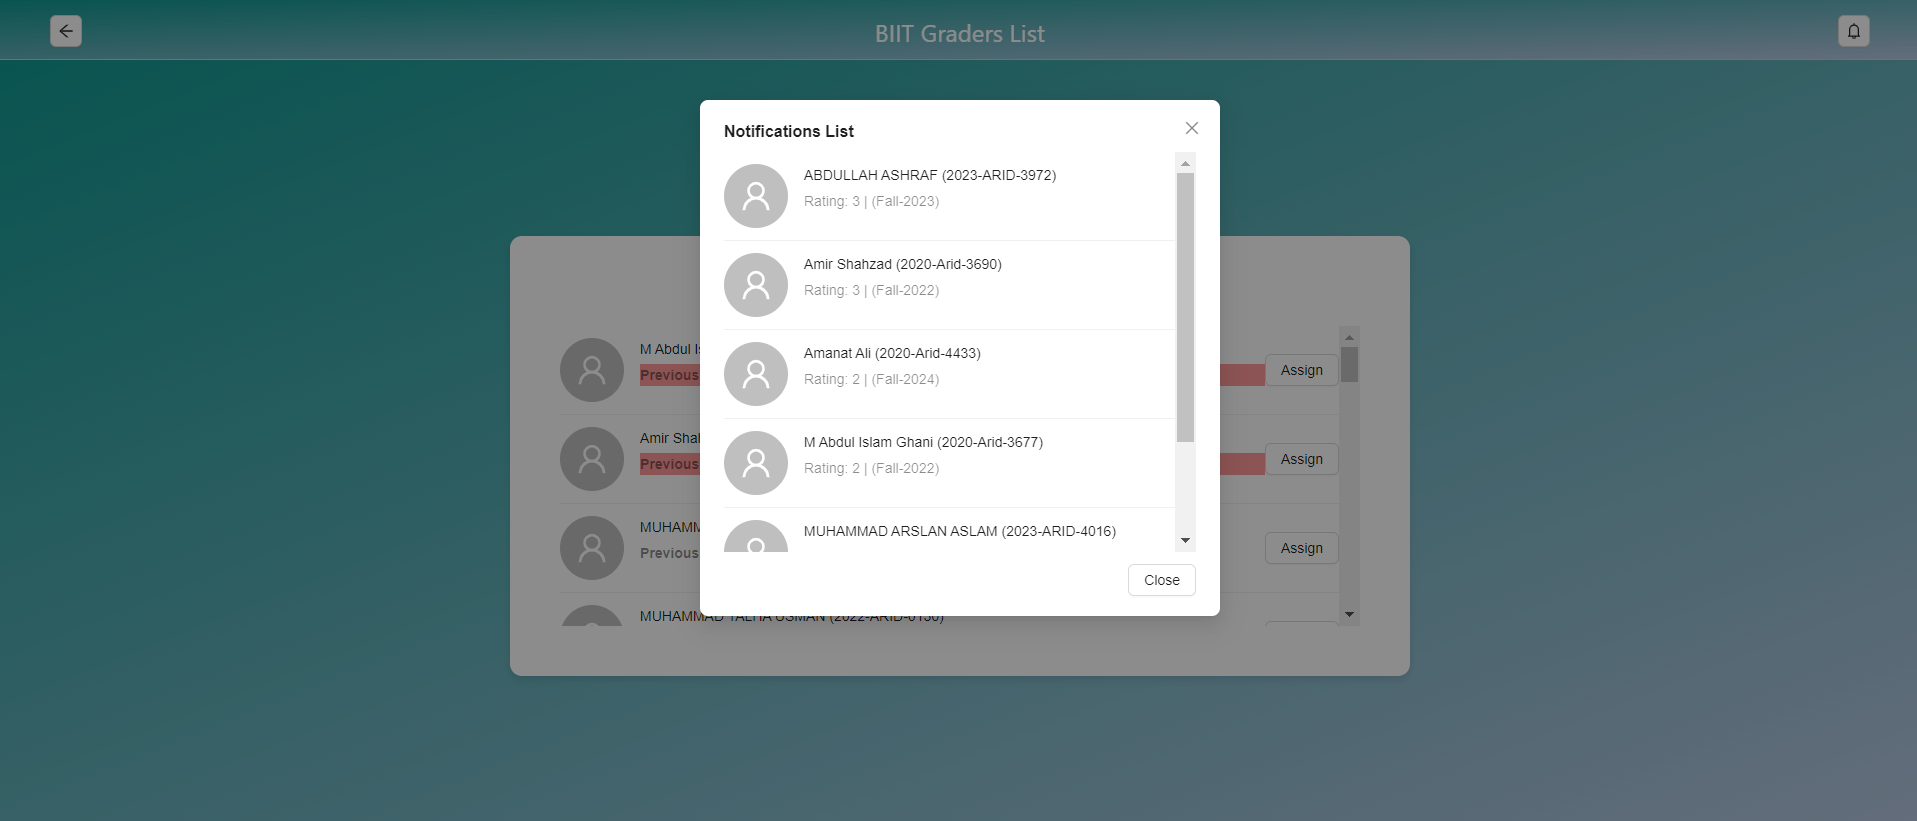 BIIT Graders List
Notifications List
ABDULLAH ASHRAF (2023-ARID-3972)
Rating: 3 | (Fall-2023)
Amir Shahzad (2020-Arid-3690)
Rating: 3 | (Fall-2022)
Amanat Ali (2020-Arid-4433)
Rating: 2 | (Fall-2024)
M Abdul Islam Ghani (2020-Arid-3677)
Rating: 2 | (Fall-2022)
MUHAMMAD ARSLAN ASLAM (2023-ARID-4016)
Close
M Abdul
Previous
Assign
Amir
Previous
Assign
Previous
Assign